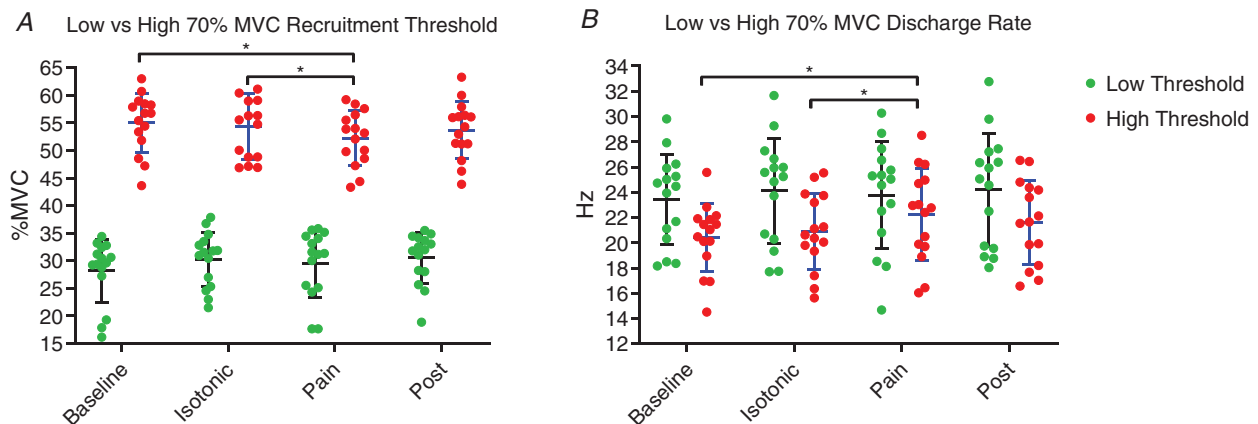 A Low vs High 70% MVC Recruitment Threshold
%MVC
65
60
55
50
45
40
35
30
25
20
15
*
*
Baseline
Isotonic
Pain
Post
B Low vs High 70% MVC Discharge Rate
Hz
34
32
30
28
26
24
22
20
18
16
14
12
*
*
Baseline
Isotonic
Pain
Post
Low Threshold
High Threshold